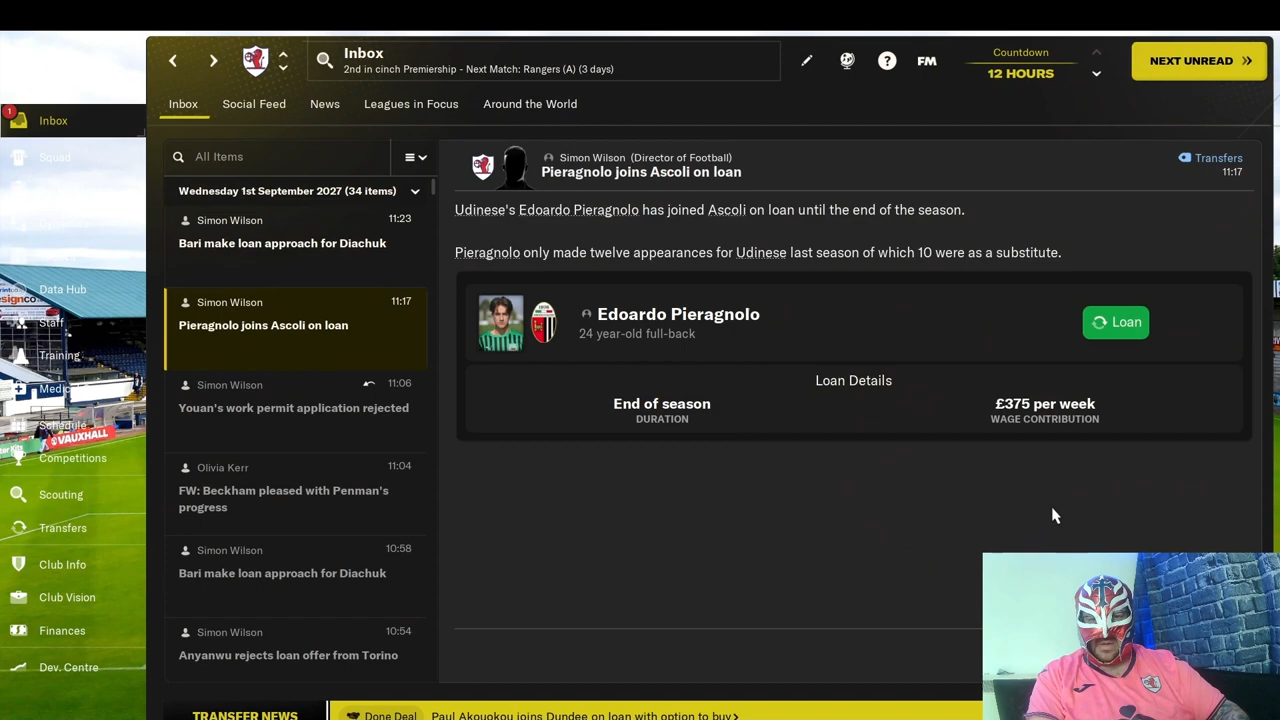 Inbox
2nd in cinch Premiership - Next Match: Rangers (A) (3 days)
?
FM
Countdown
12 HOURS
NEXT UNREAD
Inbox
Social Feed
News
Leagues in Focus
Around the World
1
Inbox
Squad
Data Hub
Staff
Training
Medic
Schedule
VAUXHALL
Competitions
Scouting
Transfers
Club Info
Club Vision
Finances
Dev. Centre
All Items
Wednesday 1st September 2027 (34 items)
Simon Wilson 11:23
Bari make loan approach for Diachuk
Simon Wilson 11:17
Pieragnolo joins Ascoli on loan
Simon Wilson 11:06
Youan's work permit application rejected
Olivia Kerr 11:04
FW: Beckham pleased with Penman's
progress
Simon Wilson 10:58
Bari make loan approach for Diachuk
Simon Wilson 10:54
Anyanwu rejects loan offer from Torino
Simon Wilson (Director of Football)
Pieragnolo joins Ascoli on loan
Transfers
11:17
Udinese's Edoardo Pieragnolo has joined Ascoli on loan until the end of the season.
Pieragnolo only made twelve appearances for Udinese last season of which 10 were as a substitute.
Edoardo Pieragnolo
24 year-old full-back
Loan
Loan Details
End of season
DURATION
£375 per week
WAGE CONTRIBUTION
TRANSFER NEWS
Done Deal
Paul Akouokou joins Dundee on loan with option to buy>